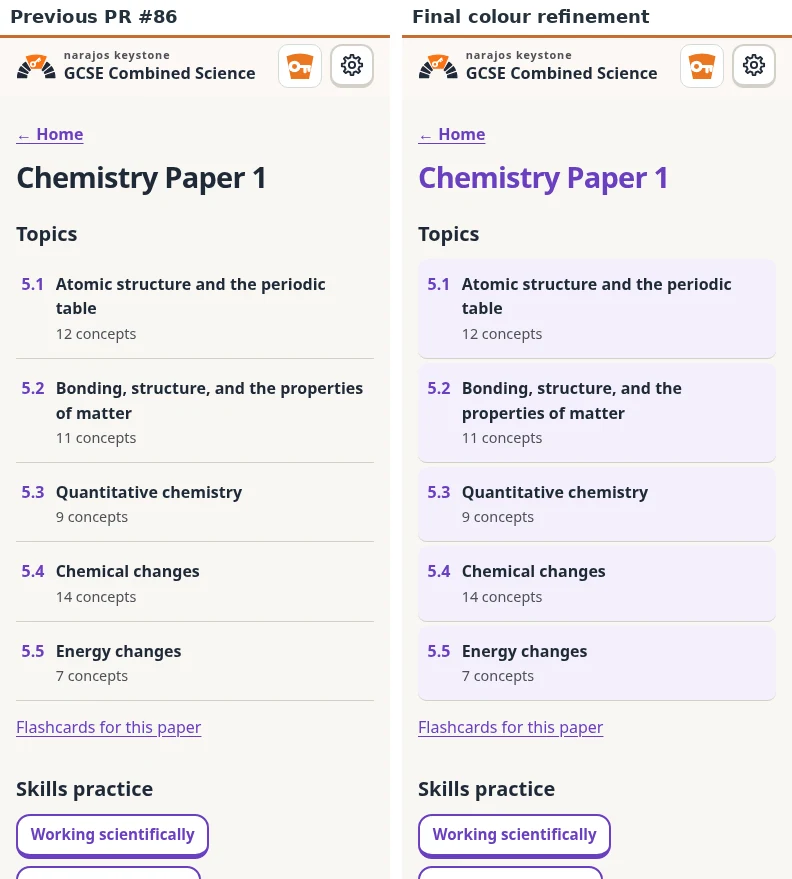 Previous PR #86
narajos keystone
GCSE Combined Science
← Home
Chemistry Paper 1
Topics
5.1 Atomic structure and the periodic
table
12 concepts
5.2 Bonding, structure, and the properties
of matter
11 concepts
5.3 Quantitative chemistry
9 concepts
5.4 Chemical changes
14 concepts
5.5 Energy changes
7 concepts
Flashcards for this paper
Skills practice
Working scientifically
Final colour refinement
narajos keystone
GCSE Combined Science
← Home
Chemistry Paper 1
Topics
5.1 Atomic structure and the periodic
table
12 concepts
5.2 Bonding, structure, and the
properties of matter
11 concepts
5.3 Quantitative chemistry
9 concepts
5.4 Chemical changes
14 concepts
5.5 Energy changes
7 concepts
Flashcards for this paper
Skills practice
Working scientifically